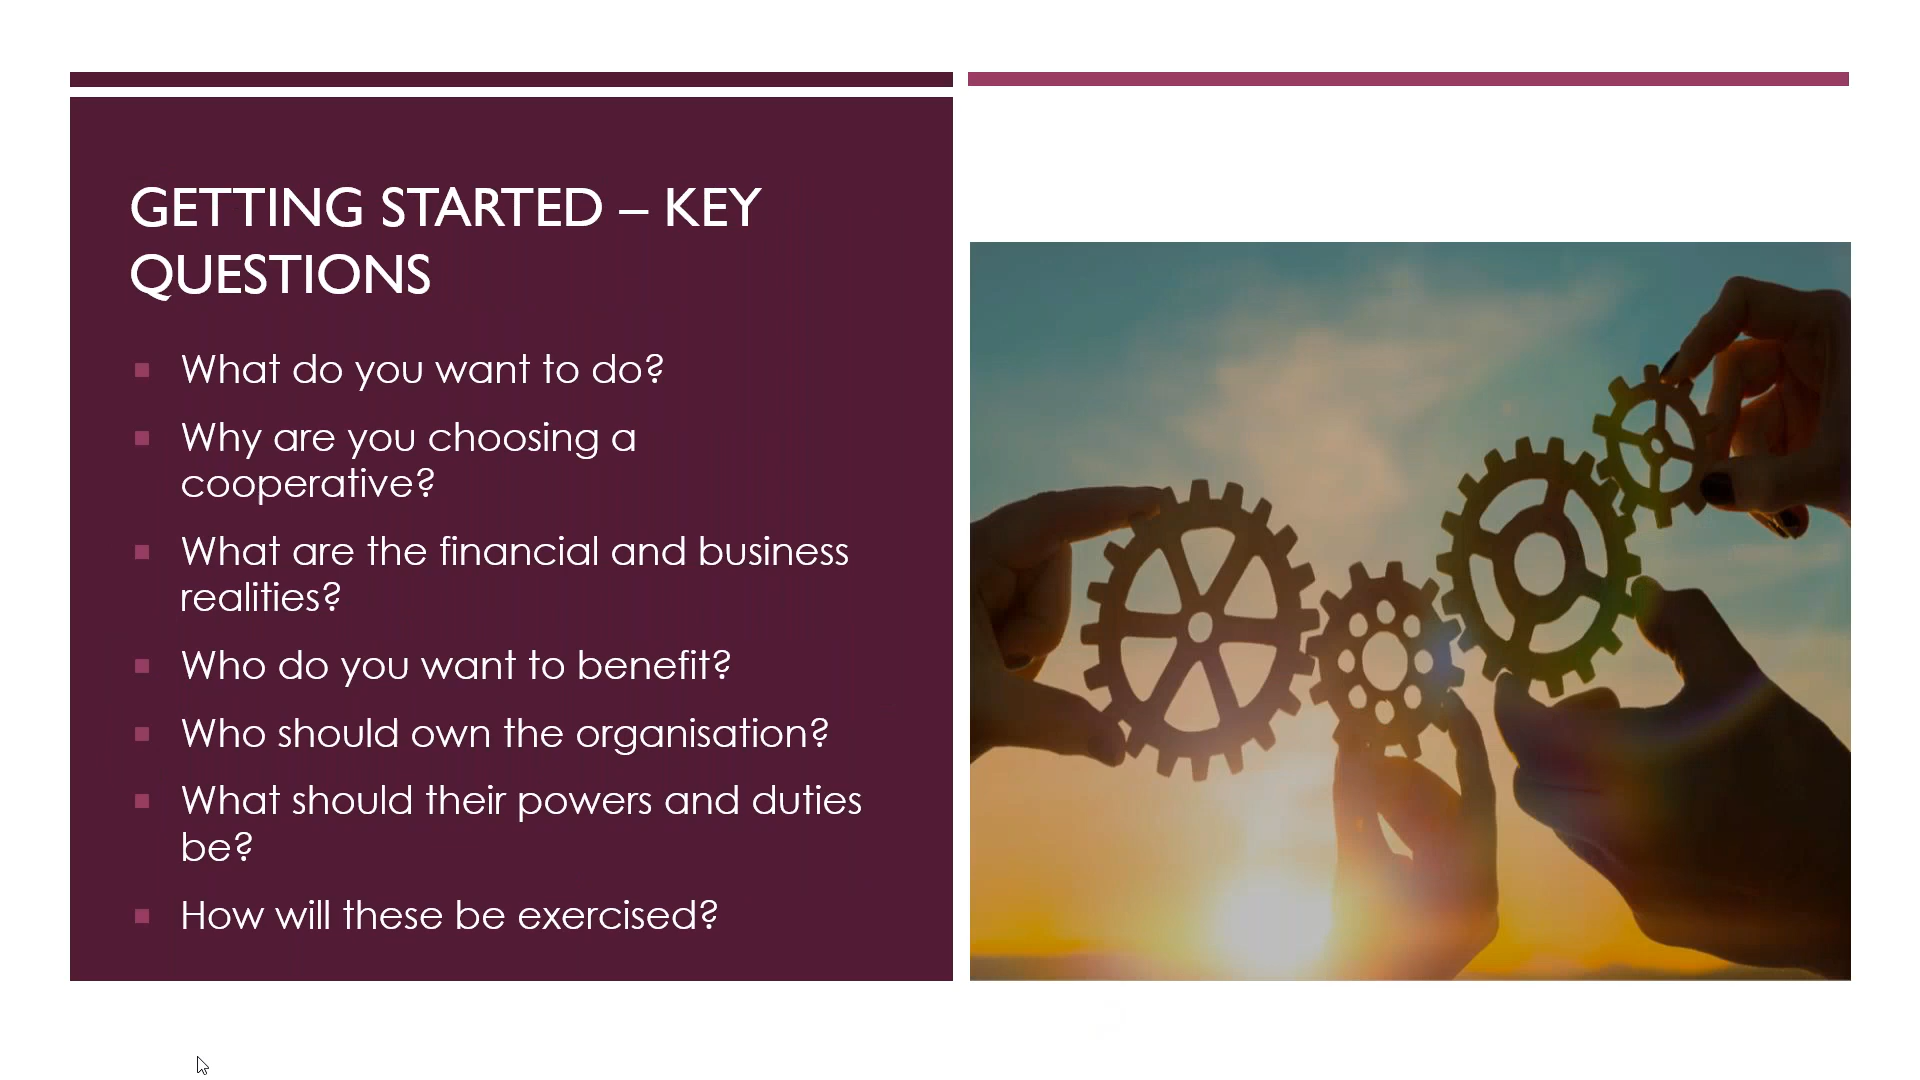 GETTING STARTED – KEY
QUESTIONS
What do you want to do?
Why are you choosing a
cooperative?
What are the financial and business
realities?
Who do you want to benefit?
Who should own the organisation?
What should their powers and duties
be?
How will these be exercised?